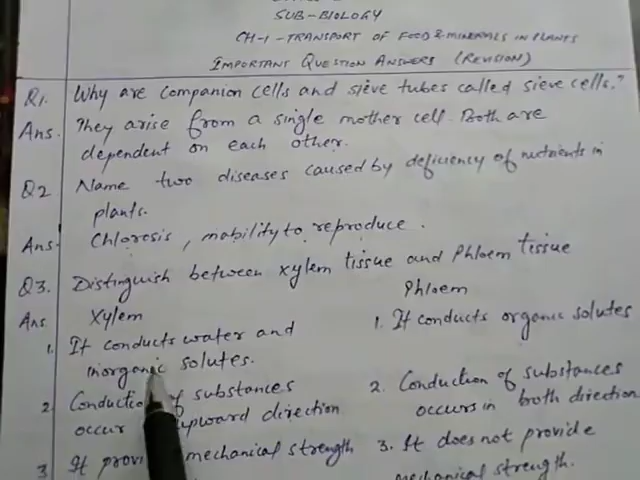 SUB-BIOLOGY
CH-1-TRANSPORT OF FOOD & MINERALS IN PLANTS
IMPORTANT QUESTION ANSWERS (REVISION)
Q1. Why are companion cells and sieve tubes called sieve cells."
Ans. They arise from a single mother cell. Both are
dependent on each other.
Q2 Name two diseases caused by deficiency of nutrients in
plants.
Ans. Chlorosis, inability to reproduce.
Q3. Distinguish between xylem tissue and Phloem tissue
Ans Xylem Phloem
1. It conducts water and 1. It conducts organic solutes
inorganic solutes.
2. Conduction of substances 2. Conduction of substances
occur upward direction occurs in both direction
3 It mechanical strength 3. It does not provide
mechanical strength.